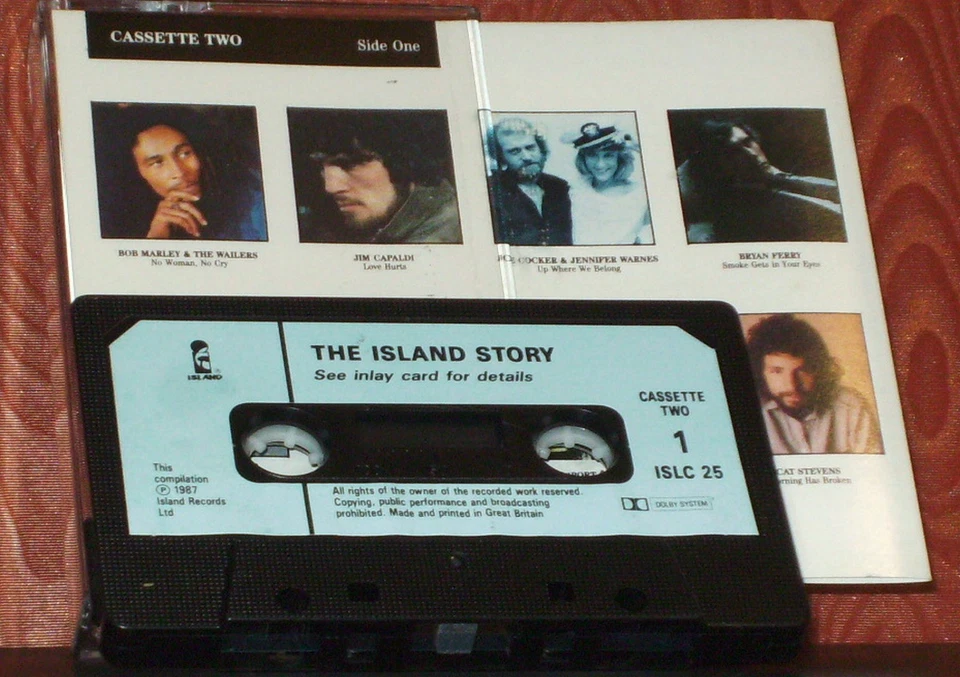 CASSETTE TWO
Side One
BOB MARLEY & THE WAILERS
No Woman, No Cry
JIM CAPALDI
Love Hurts
COCKER & JENNIFER WARNES
Up Where We Belong
BRYAN FERRY
Smoke Gets in Your Eyes
CAT STEVENS
Has Broken
ISLAND
THE ISLAND STORY
See inlay card for details
CASSETTE
TWO
1
ISLC 25
This
compilation
Ⓟ 1987
Island Records
Ltd
All rights of the owner of the recorded work reserved.
Copying, public performance and broadcasting
prohibited. Made and printed in Great Britain
DOLBY SYSTEM